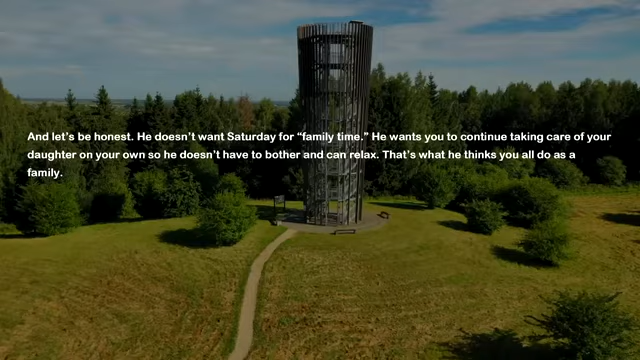 And let's be honest. He doesn't want Saturday for “family time.” He wants you to continue taking care of your
daughter on your own so he doesn't have to bother and can relax. That's what he thinks you all do as a
family.